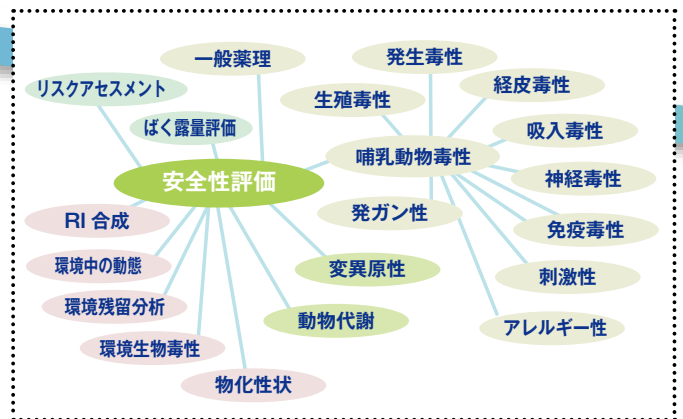 一般薬理
発生毒性
リスクアセスメント
生殖毒性
経皮毒性
ばく露量評価
吸入毒性
哺乳動物毒性
安全性評価
神経毒性
RI 合成
発ガン性
免疫毒性
環境中の動態
変異原性
刺激性
環境残留分析
動物代謝
アレルギー性
環境生物毒性
物化性状